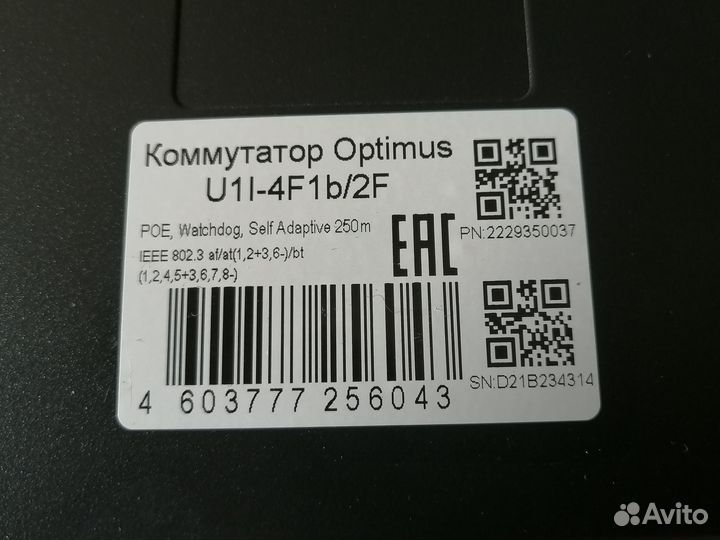 Коммутатор Optimus
U1I-4F1b/2F
POE, Watchdog, Self Adaptive 250m
IEEE 802.3 af/at(1,2+3,6-)/bt
(1,2,4,5+3,6,7,8-)
EAC
PN:2229350037
SN:D21B234314
4 603777 256043
Avito